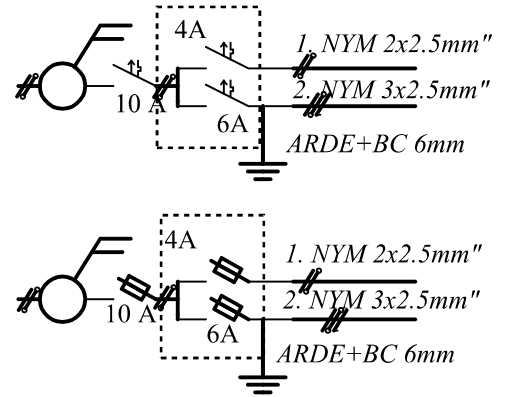 4A
1. NYM 2x2.5mm"
10 A
2. NYM 3x2.5mm"
6A
ARDE+BC 6mm
4A
1. NYM 2x2.5mm"
10 A
2. NYM 3x2.5mm"
6A
ARDE+BC 6mm